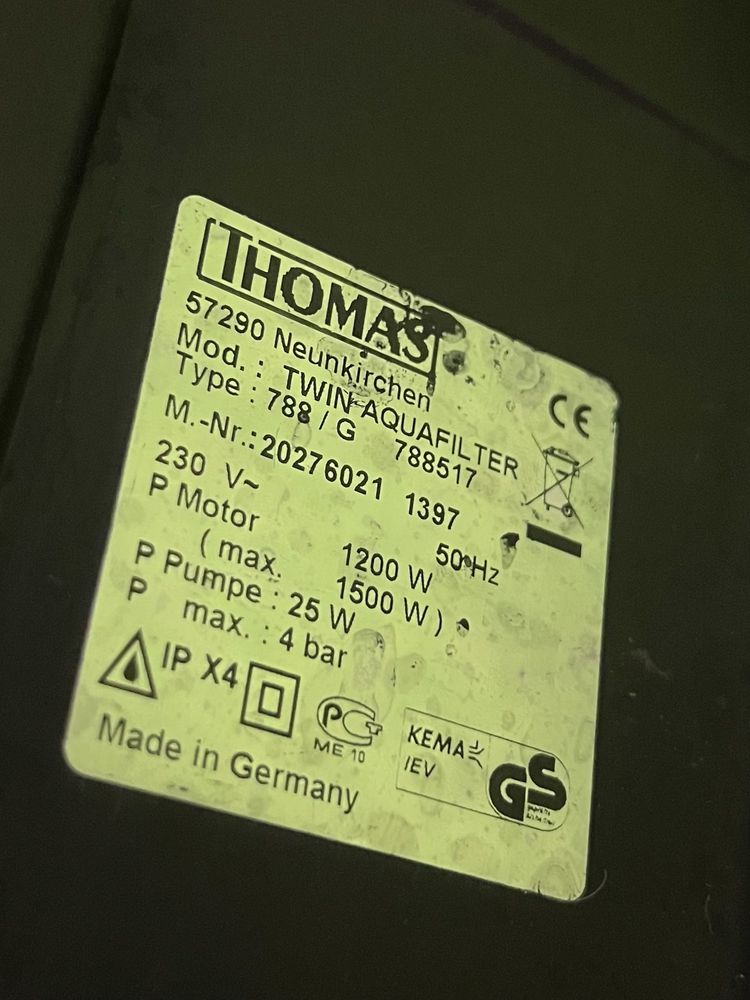 THOMAS
57290 Neunkirchen
Mod. : TWIN AQUAFILTER
Type : 788 / G 788517
M.-Nr.: 20276021 1397
230 V~ 50 Hz
P Motor 1200 W
( max. 1500 W )
P Pumpe : 25 W
P max. : 4 bar
IP X4
ME 10
KEMA
IEV
GS
Made in Germany
CE